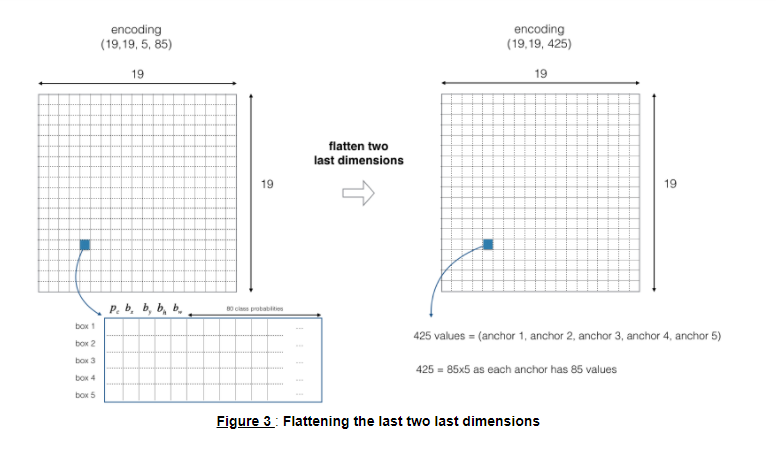 encoding
(19,19, 5, 85)
19
19
encoding
(19,19, 425)
19
19
flatten two
last dimensions
p_c b_x b_y b_h b_w
80 class probabilities
box 1 ....
box 2 ....
box 3 ....
box 4 ....
box 5 ....
425 values = (anchor 1, anchor 2, anchor 3, anchor 4, anchor 5)
425 = 85x5 as each anchor has 85 values
Figure 3 : Flattening the last two last dimensions